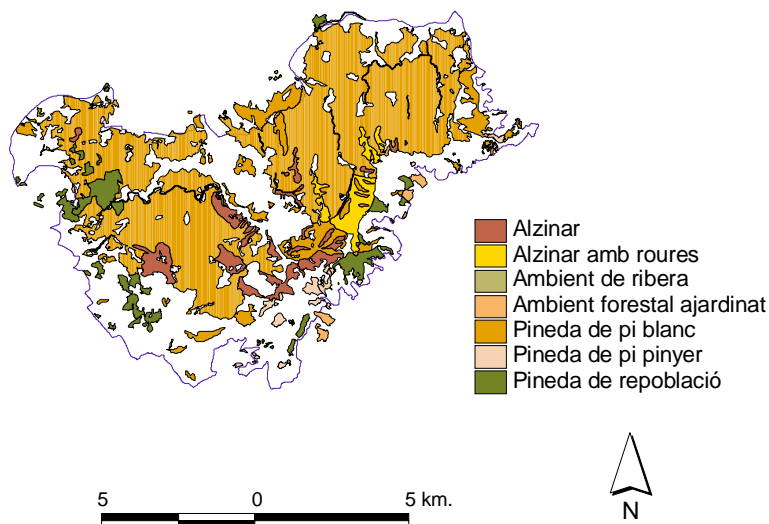 Alzinar
Alzinar amb roures
Ambient de ribera
Ambient forestal ajardinat
Pineda de pi blanc
Pineda de pi pinyer
Pineda de repoblació
5 0 5 km.
N